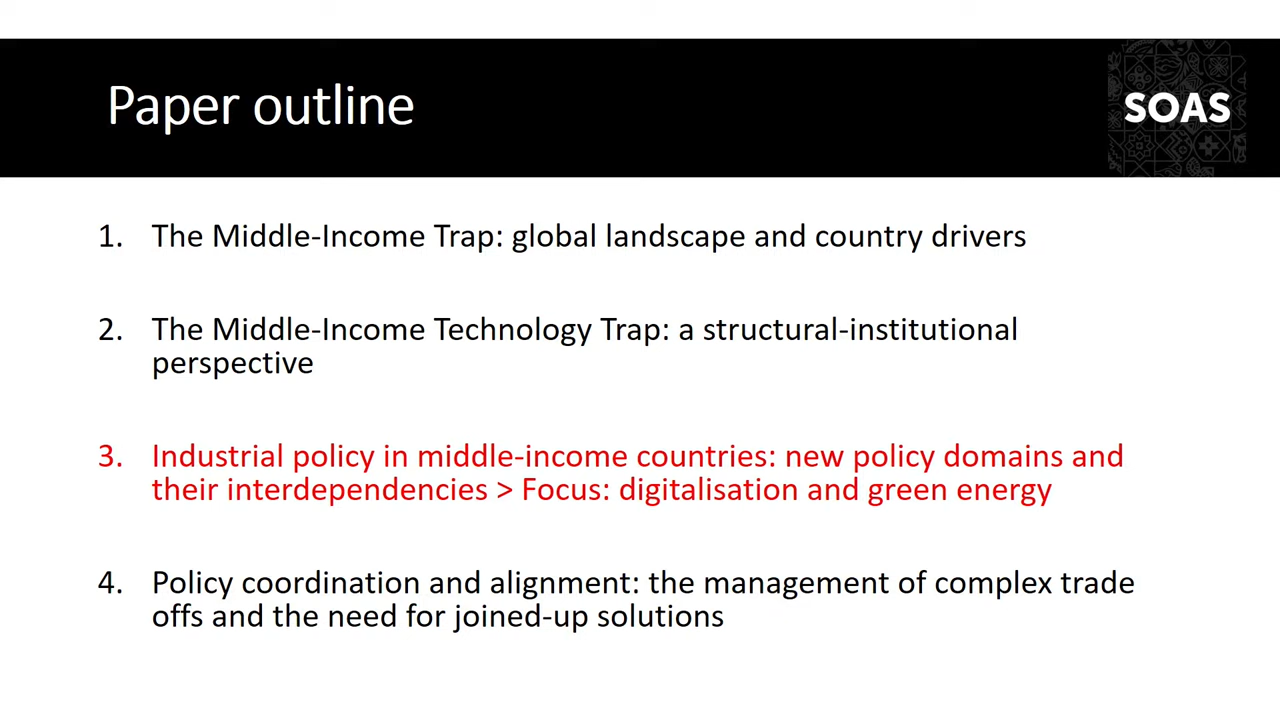 Paper outline
SOAS
1. The Middle-Income Trap: global landscape and country drivers
2. The Middle-Income Technology Trap: a structural-institutional
perspective
3. Industrial policy in middle-income countries: new policy domains and
their interdependencies > Focus: digitalisation and green energy
4. Policy coordination and alignment: the management of complex trade
offs and the need for joined-up solutions